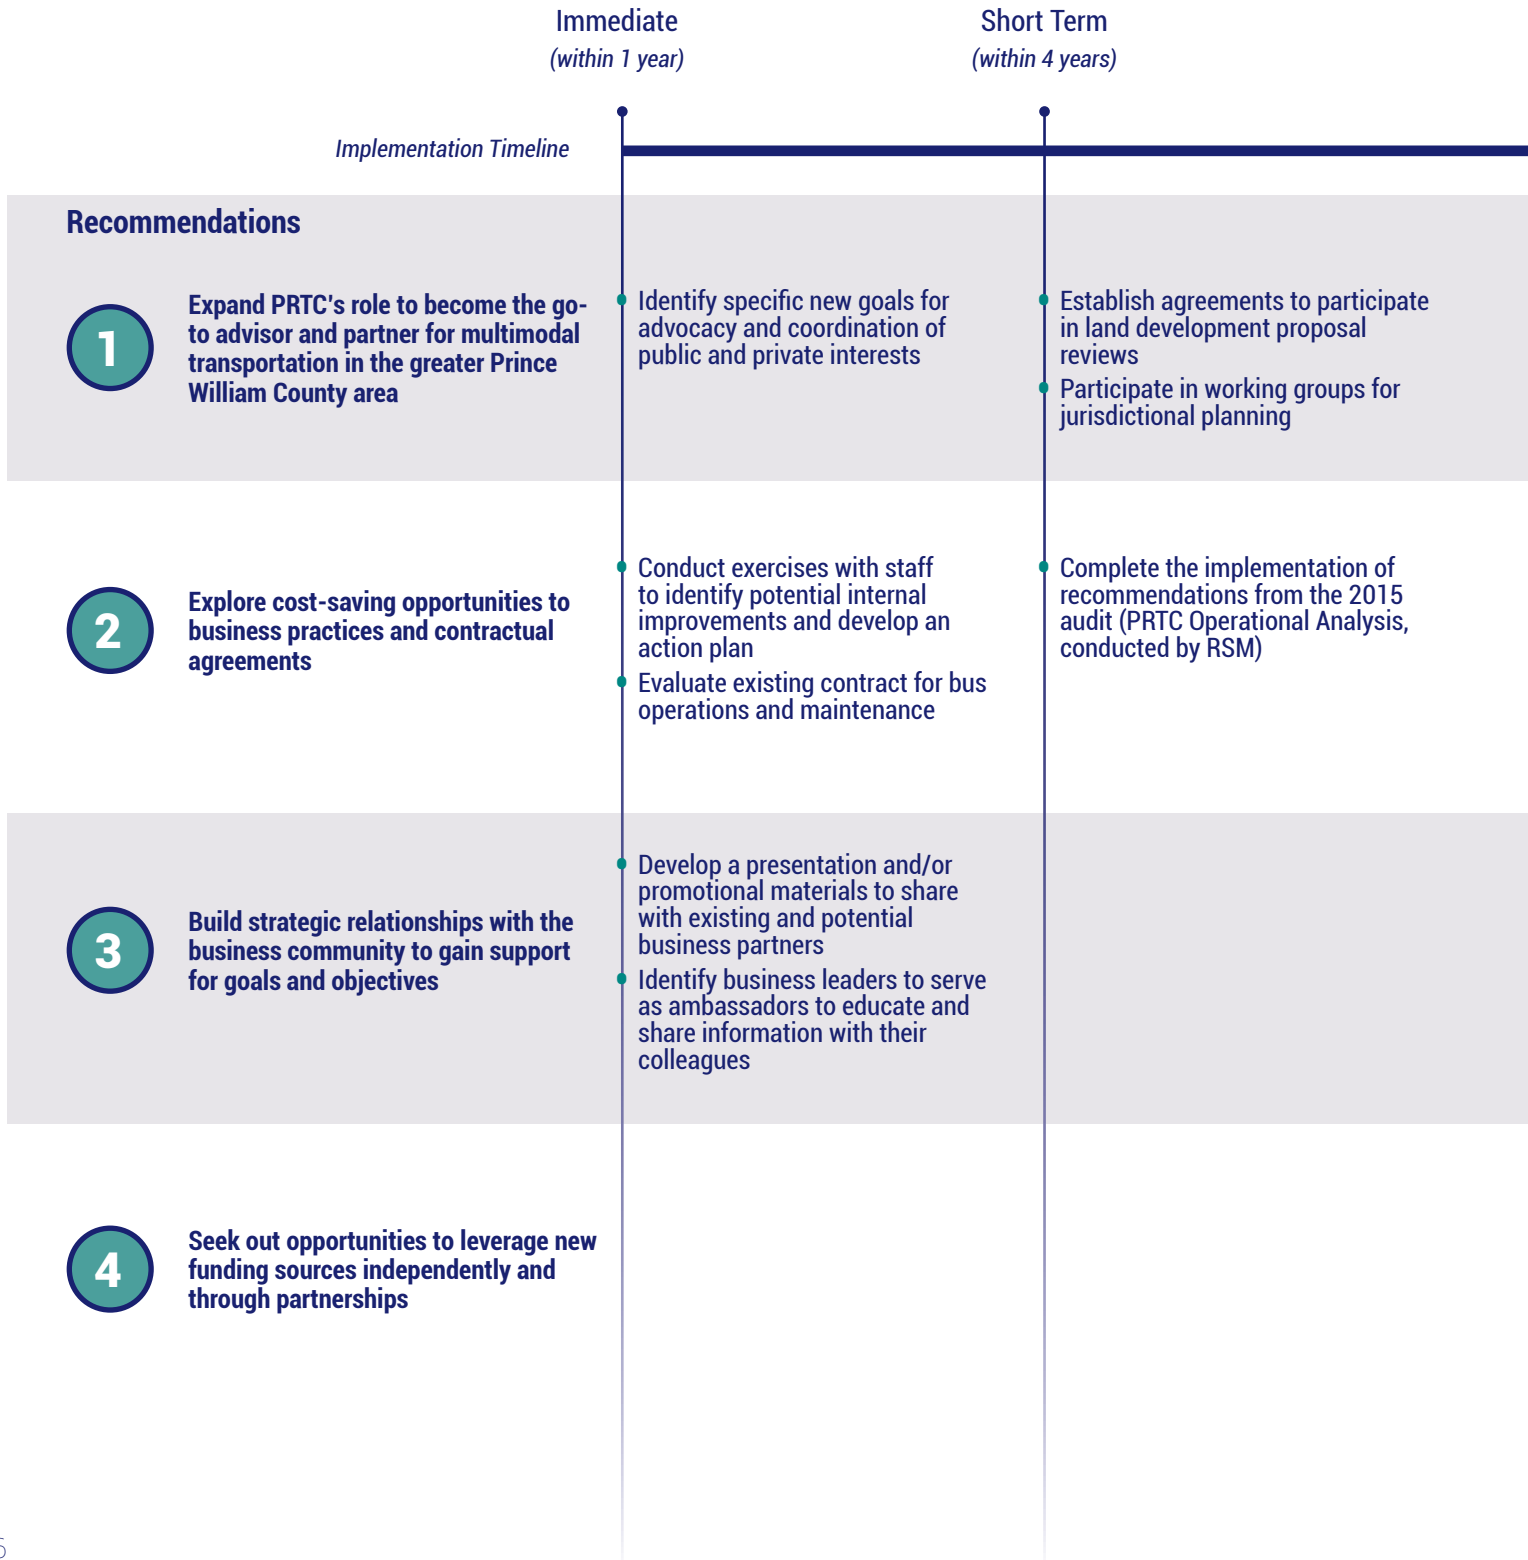 Immediate
(within 1 year)
Short Term
(within 4 years)
Implementation Timeline
Recommendations
1
Expand PRTC's role to become the go-
to advisor and partner for multimodal
transportation in the greater Prince
William County area
Identify specific new goals for
advocacy and coordination of
public and private interests
Establish agreements to participate
in land development proposal
reviews
Participate in working groups for
jurisdictional planning
2
Explore cost-saving opportunities to
business practices and contractual
agreements
Conduct exercises with staff
to identify potential internal
improvements and develop an
action plan
Evaluate existing contract for bus
operations and maintenance
Complete the implementation of
recommendations from the 2015
audit (PRTC Operational Analysis,
conducted by RSM)
3
Build strategic relationships with the
business community to gain support
for goals and objectives
Develop a presentation and/or
promotional materials to share
with existing and potential
business partners
Identify business leaders to serve
as ambassadors to educate and
share information with their
colleagues
4
Seek out opportunities to leverage new
funding sources independently and
through partnerships